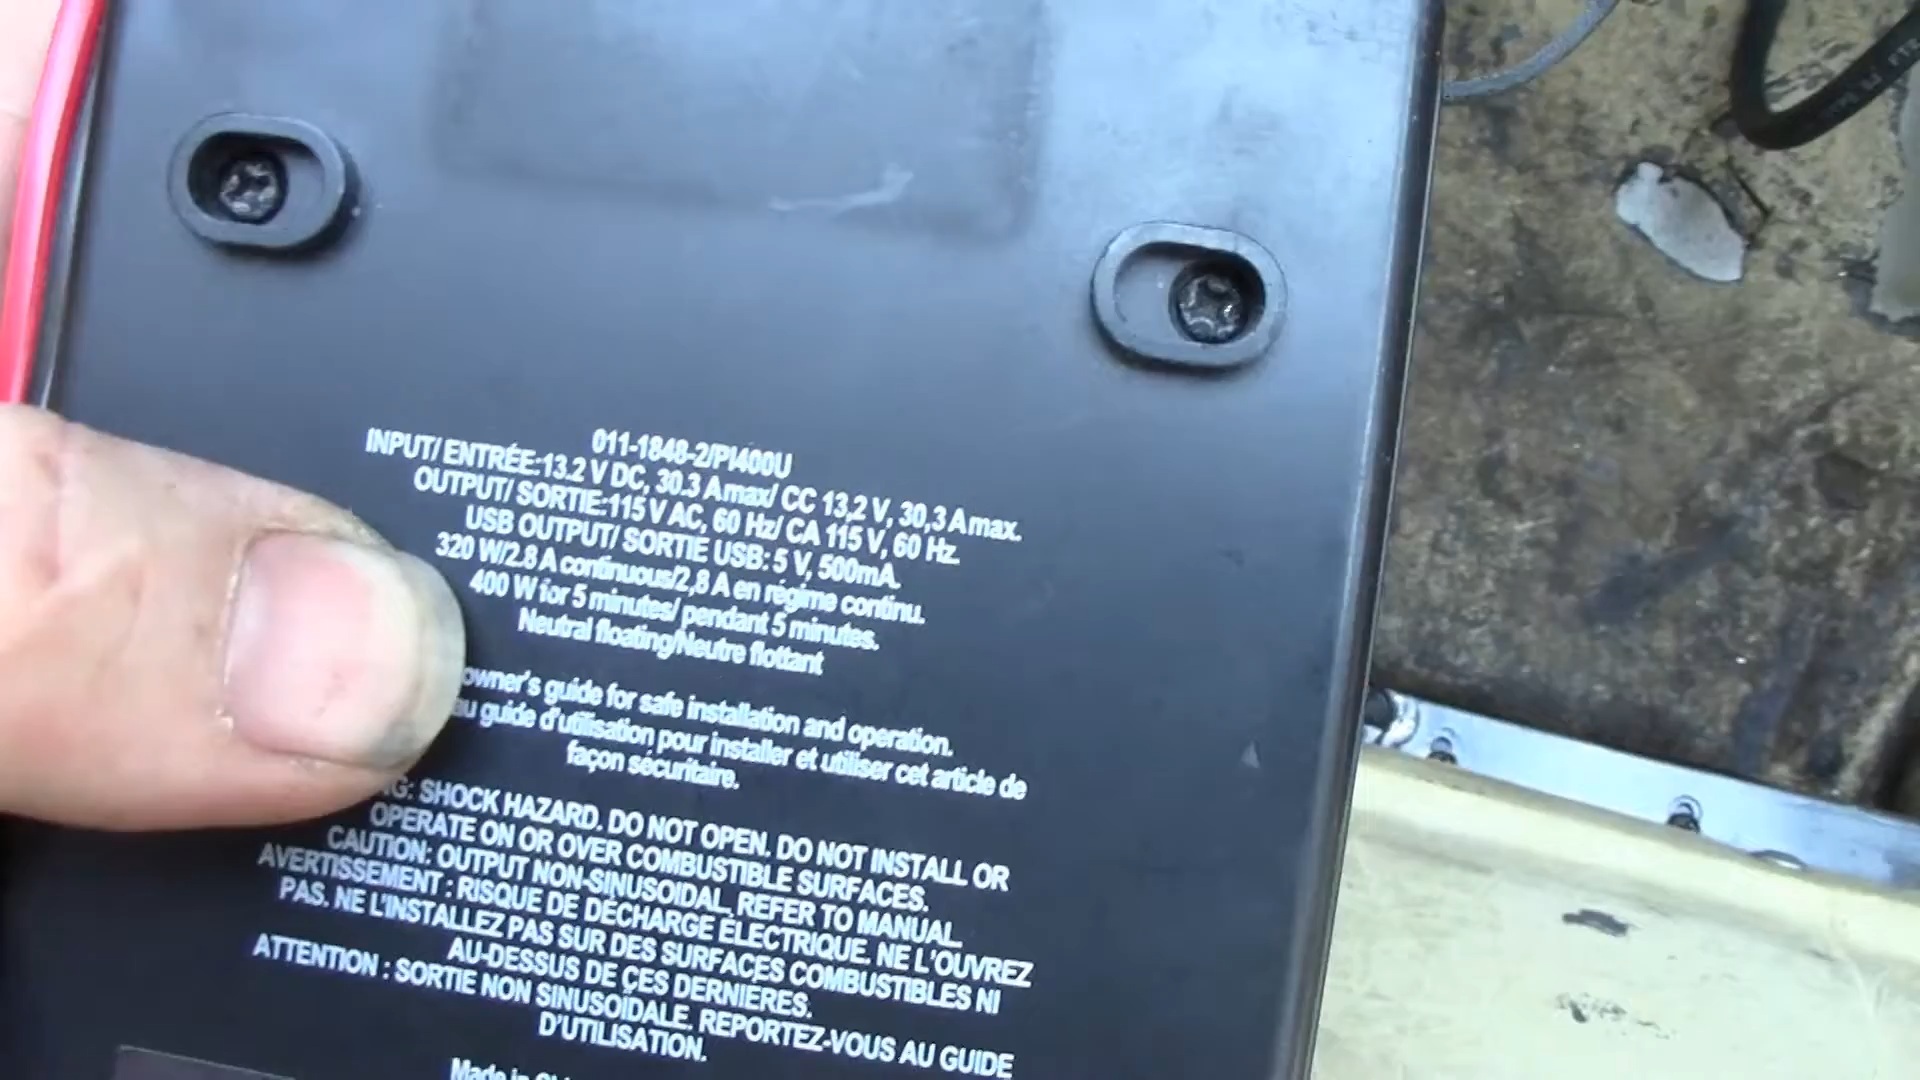 011-1848-2/PI400U
INPUT/ ENTRÉE:13.2 V DC, 30.3 A max/ CC 13,2 V, 30,3 A max.
OUTPUT/ SORTIE:115 V AC, 60 Hz/ CA 115 V, 60 Hz.
USB OUTPUT/ SORTIE USB: 5 V, 500mA.
320 W/2.8 A continuous/2,8 A en régime continu.
400 W for 5 minutes/ pendant 5 minutes.
Neutral floating/Neutre flottant
owner's guide for safe installation and operation.
au guide d'utilisation pour installer et utiliser cet article de
façon sécuritaire.
SHOCK HAZARD. DO NOT OPEN. DO NOT INSTALL OR
OPERATE ON OR OVER COMBUSTIBLE SURFACES.
CAUTION: OUTPUT NON-SINUSOIDAL. REFER TO MANUAL.
AVERTISSEMENT : RISQUE DE DÉCHARGE ÉLECTRIQUE. NE L'OUVREZ
PAS. NE L'INSTALLEZ PAS SUR DES SURFACES COMBUSTIBLES NI
AU-DESSUS DE CES DERNIÈRES.
ATTENTION : SORTIE NON SINUSOÏDALE. REPORTEZ-VOUS AU GUIDE
D'UTILISATION.
Made in